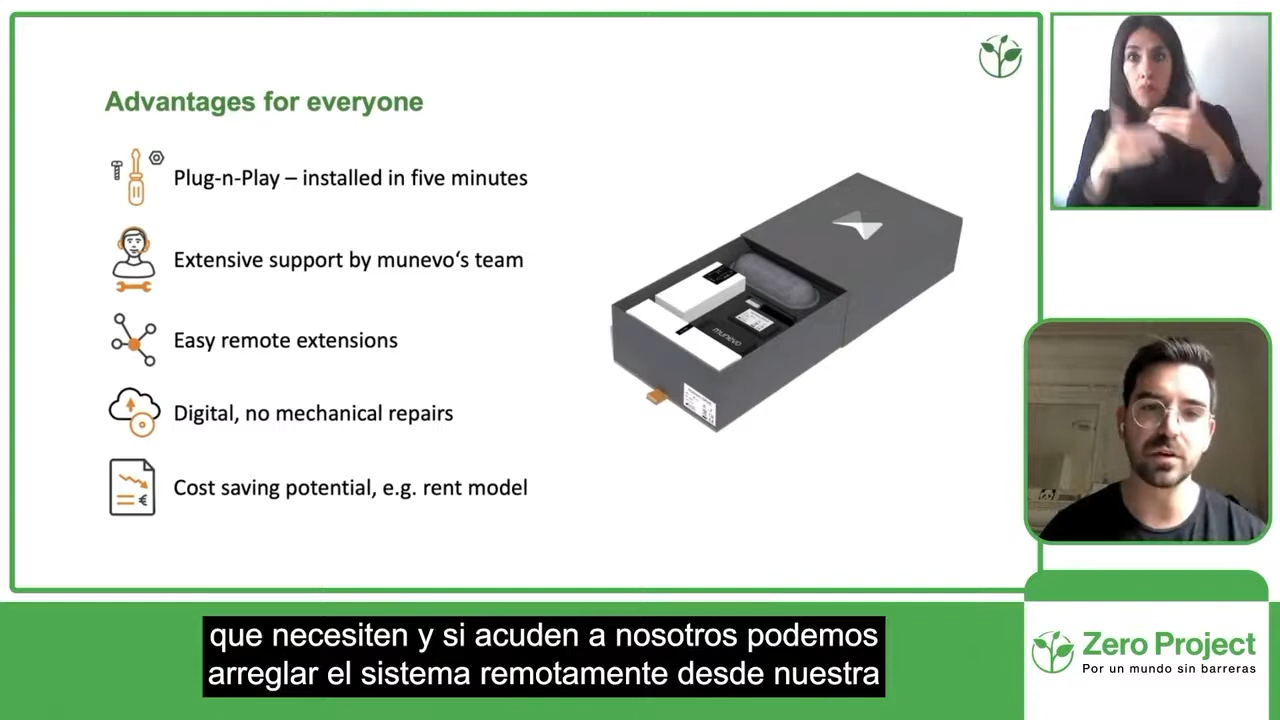 Advantages for everyone
Plug-n-Play – installed in five minutes
Extensive support by munevo‘s team
Easy remote extensions
Digital, no mechanical repairs
€
Cost saving potential, e.g. rent model
munevo
que necesiten y si acuden a nosotros podemos
arreglar el sistema remotamente desde nuestra
Zero Project
Por un mundo sin barreras